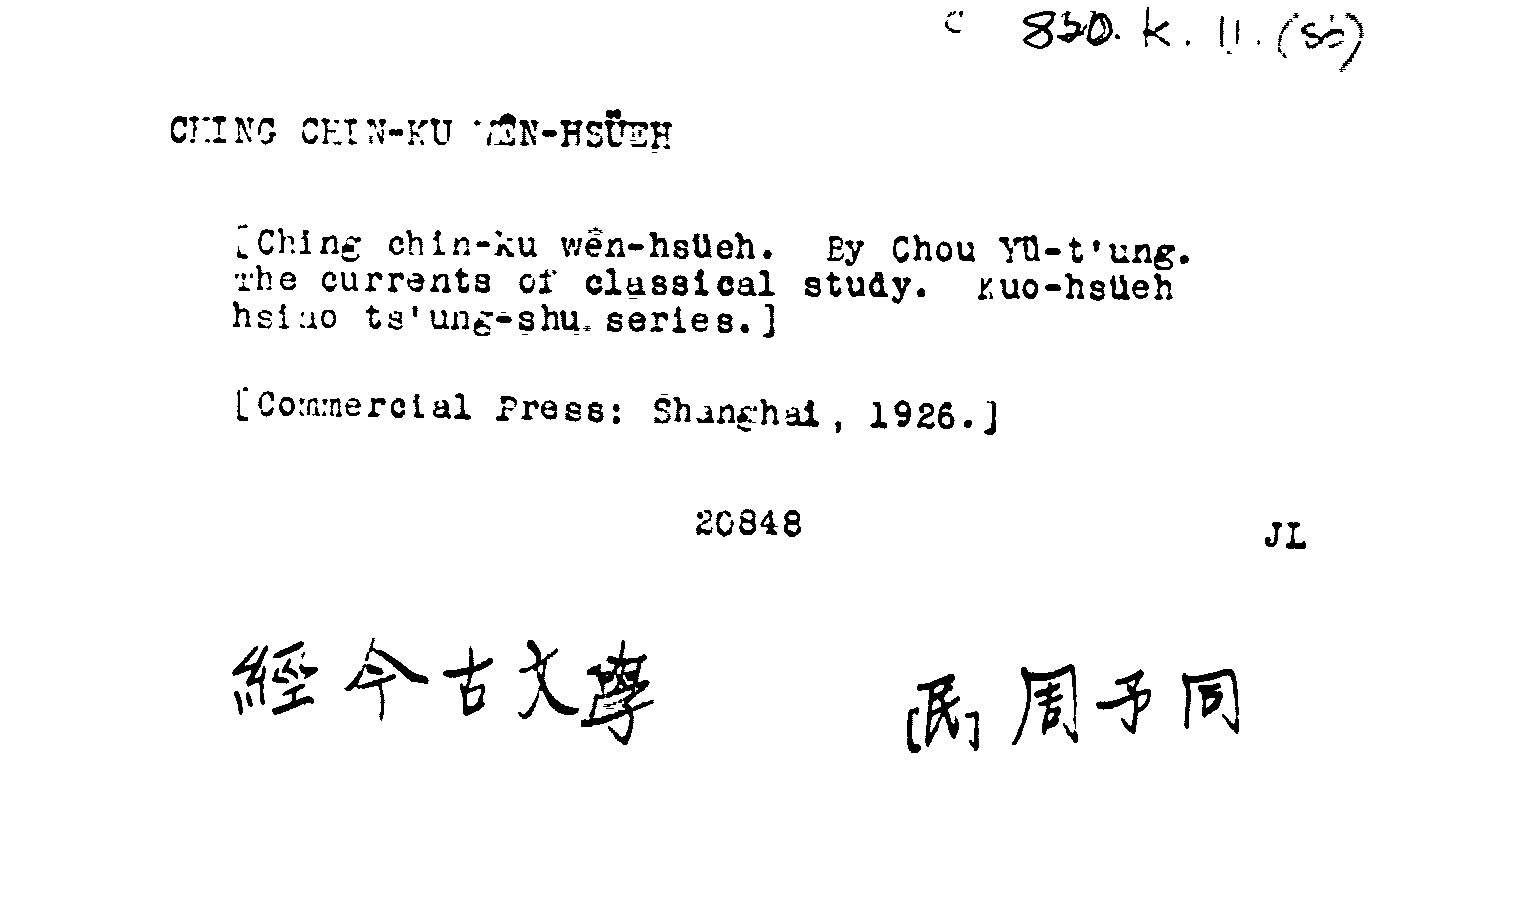 C 820. K. 11. (56)
CHING CHIN-KU WÊN-HSÜEH
[Ching chin-ku wên-hsüeh. By Chou Yü-t'ung.
The currents of classical study. Kuo-hsüeh
hsiao ts'ung-shu series.]
[Commercial Press: Shanghai, 1926.]
20848 JL
經今古文學 [民] 周予同